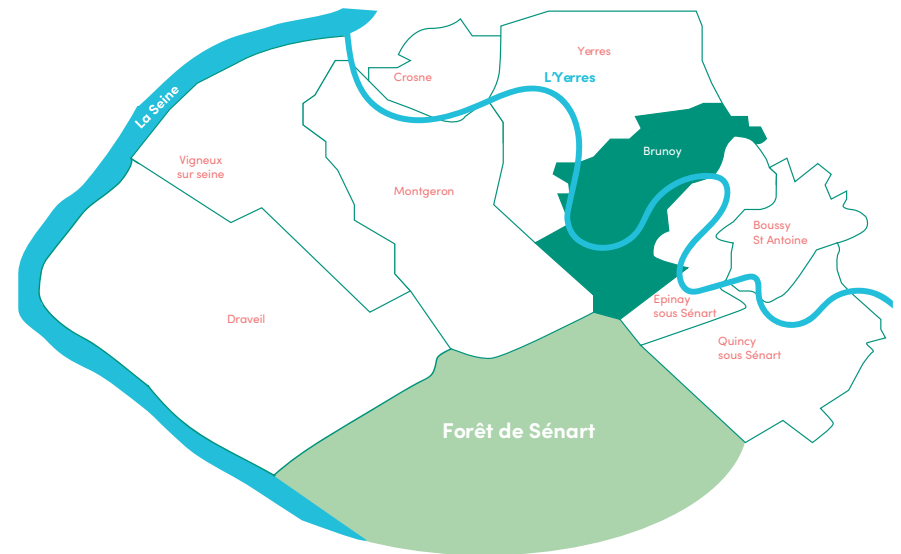 Yerres
Crosne
L'Yerres
La Seine
Brunoy
Vigneux
sur seine
Montgeron
Boussy
St Antoine
Epinay
sous Sénart
Draveil
Quincy
sous Sénart
Forêt de Sénart